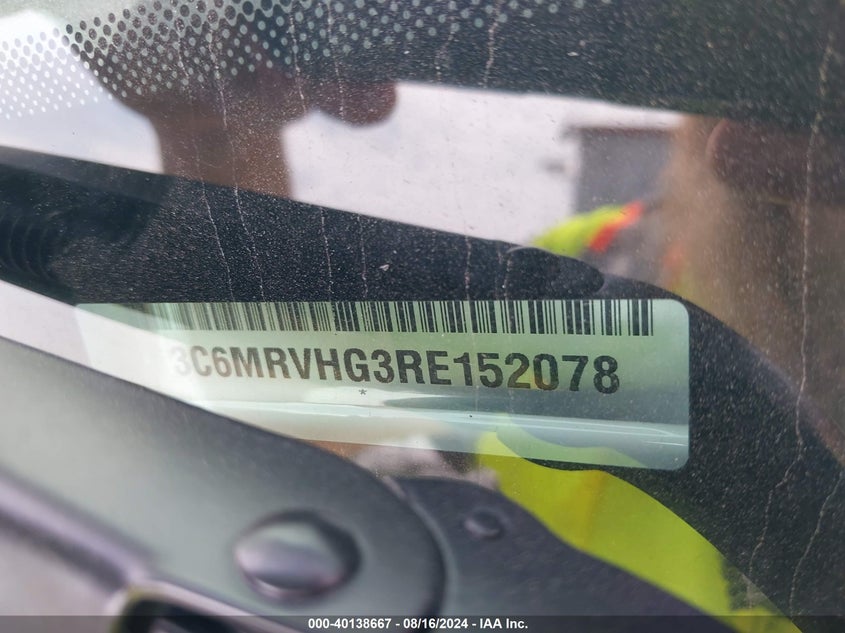 3C6MRVHG3RE152078
*
000-40138667 - 08/16/2024 - IAA Inc.